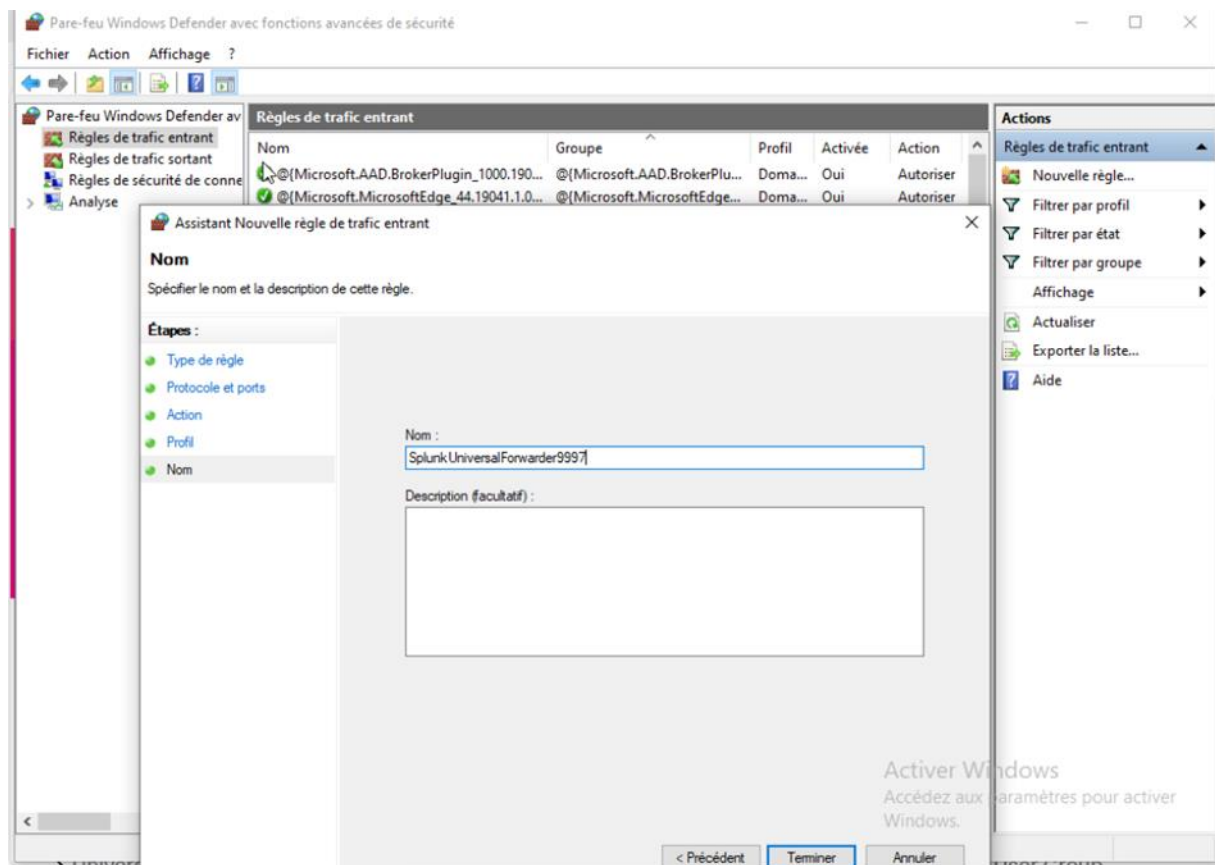 Pare-feu Windows Defender avec fonctions avancées de sécurité
Fichier Action Affichage ?
Pare-feu Windows Defender av
Règles de trafic entrant
Règles de trafic sortant
Règles de sécurité de conne
Analyse
Règles de trafic entrant
Nom Groupe Profil Activée Action
@{Microsoft.AAD.BrokerPlugin_1000.190... @{Microsoft.AAD.BrokerPlu... Doma... Oui Autoriser
@{Microsoft.MicrosoftEdge_44.19041.1.0... @{Microsoft.MicrosoftEdge... Doma... Oui Autoriser
Assistant Nouvelle règle de trafic entrant
Nom
Spécifier le nom et la description de cette règle.
Étapes :
Type de règle
Protocole et ports
Action
Profil
Nom
Nom :
SplunkUniversalForwarder9997
Description (facultatif) :
< Précédent Terminer Annuler
Actions
Règles de trafic entrant
Nouvelle règle...
Filtrer par profil
Filtrer par état
Filtrer par groupe
Affichage
Actualiser
Exporter la liste...
Aide
Activer Windows
Accédez aux paramètres pour activer
Windows.